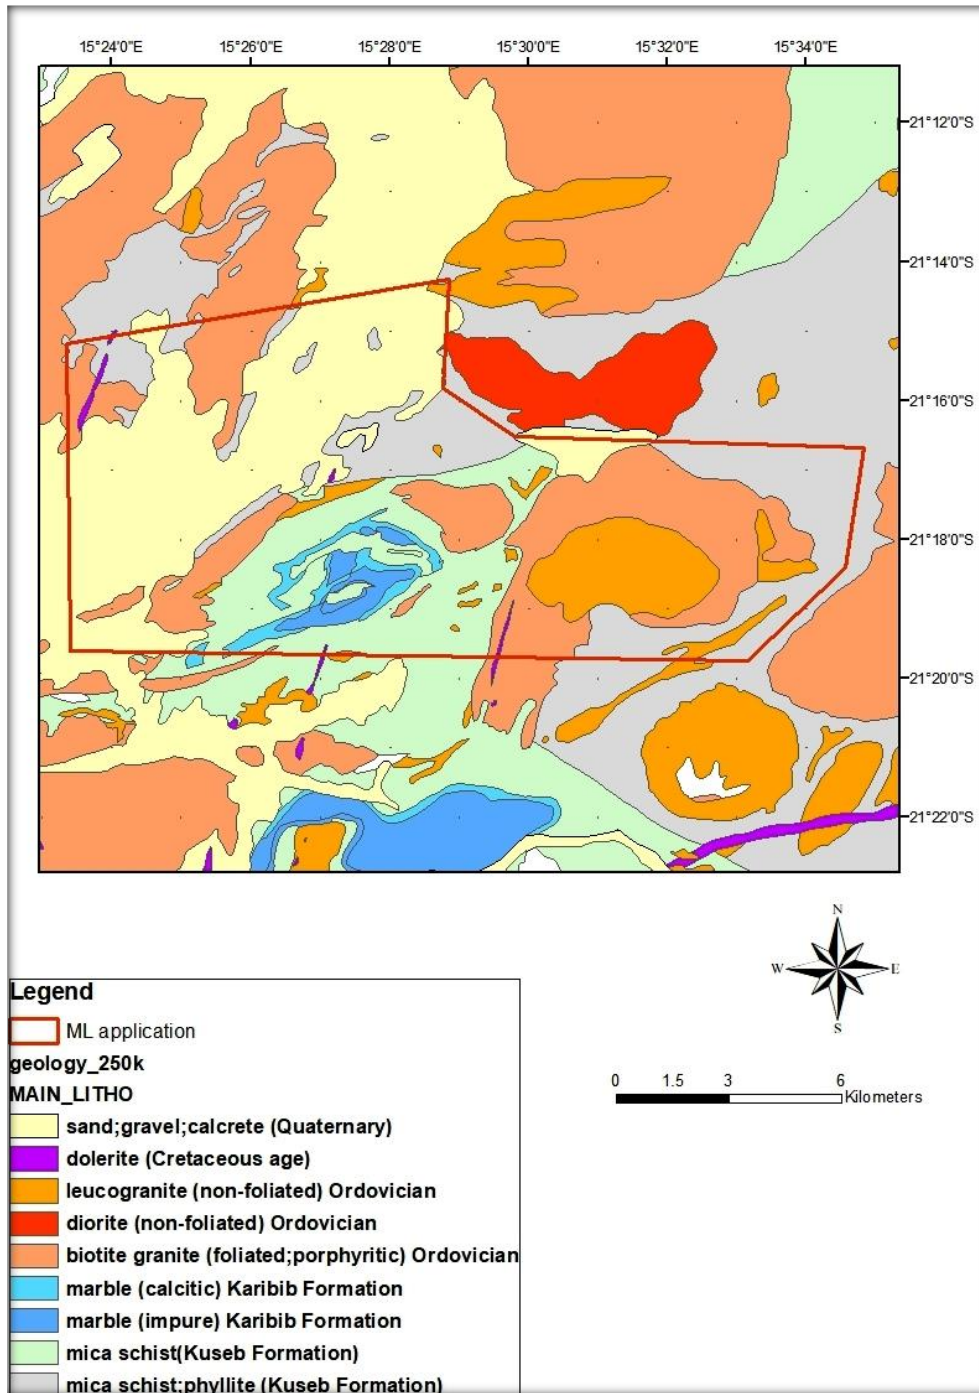 15°24'0"E 15°26'0"E 15°28'0"E 15°30'0"E 15°32'0"E 15°34'0"E
21°12'0"S
21°14'0"S
21°16'0"S
21°18'0"S
21°20'0"S
21°22'0"S
N
W E
S
Legend
ML application
geology_250k
MAIN_LITHO
sand;gravel;calcrete (Quaternary)
dolerite (Cretaceous age)
leucogranite (non-foliated) Ordovician
diorite (non-foliated) Ordovician
biotite granite (foliated;porphyritic) Ordovician
marble (calcitic) Karibib Formation
marble (impure) Karibib Formation
mica schist(Kuseb Formation)
mica schist;phyllite (Kuseb Formation)
0 1.5 3 6
Kilometers